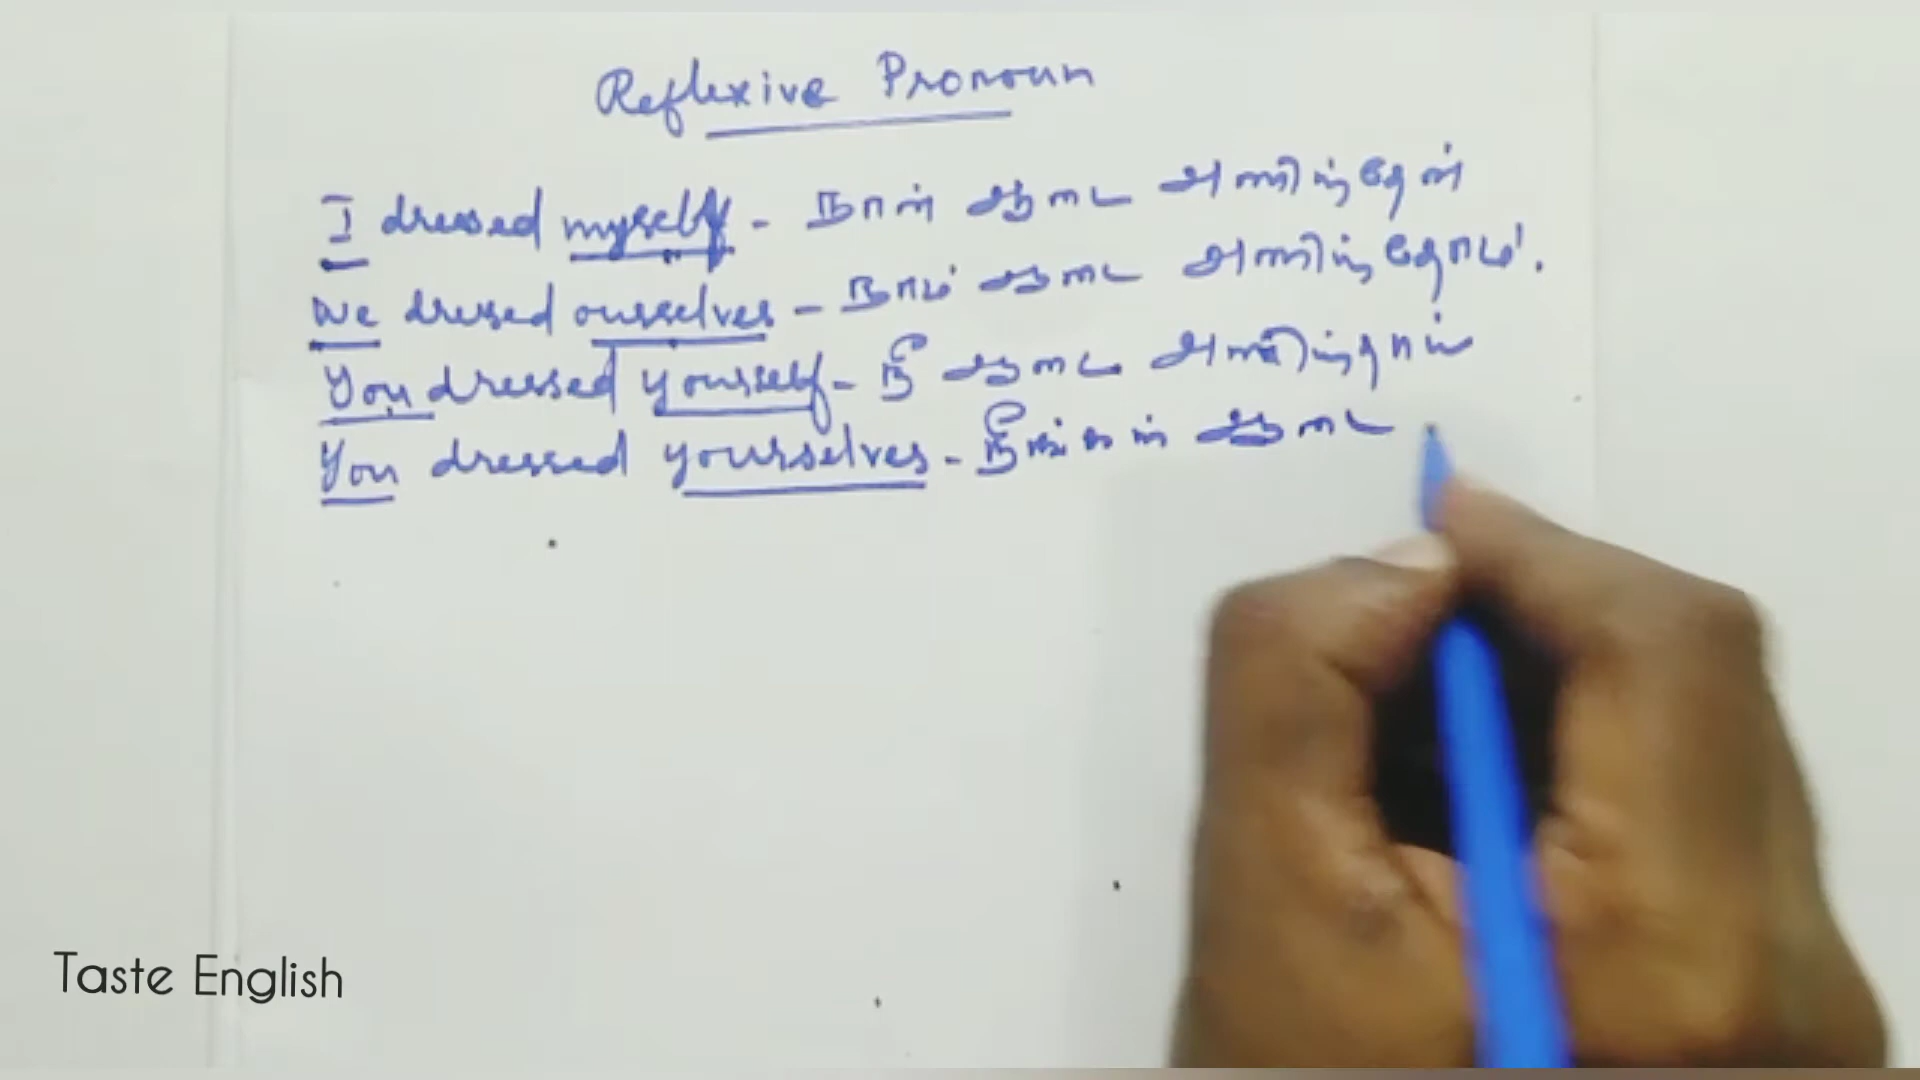 Reflexive Pronoun
I dressed myself - நான் ஆடை அணிந்தேன்
We dressed ourselves - நாம் ஆடை அணிந்தோம்.
You dressed yourself - நீ ஆடை அணிந்தாய்
You dressed yourselves - நீங்கள் ஆடை
Taste English